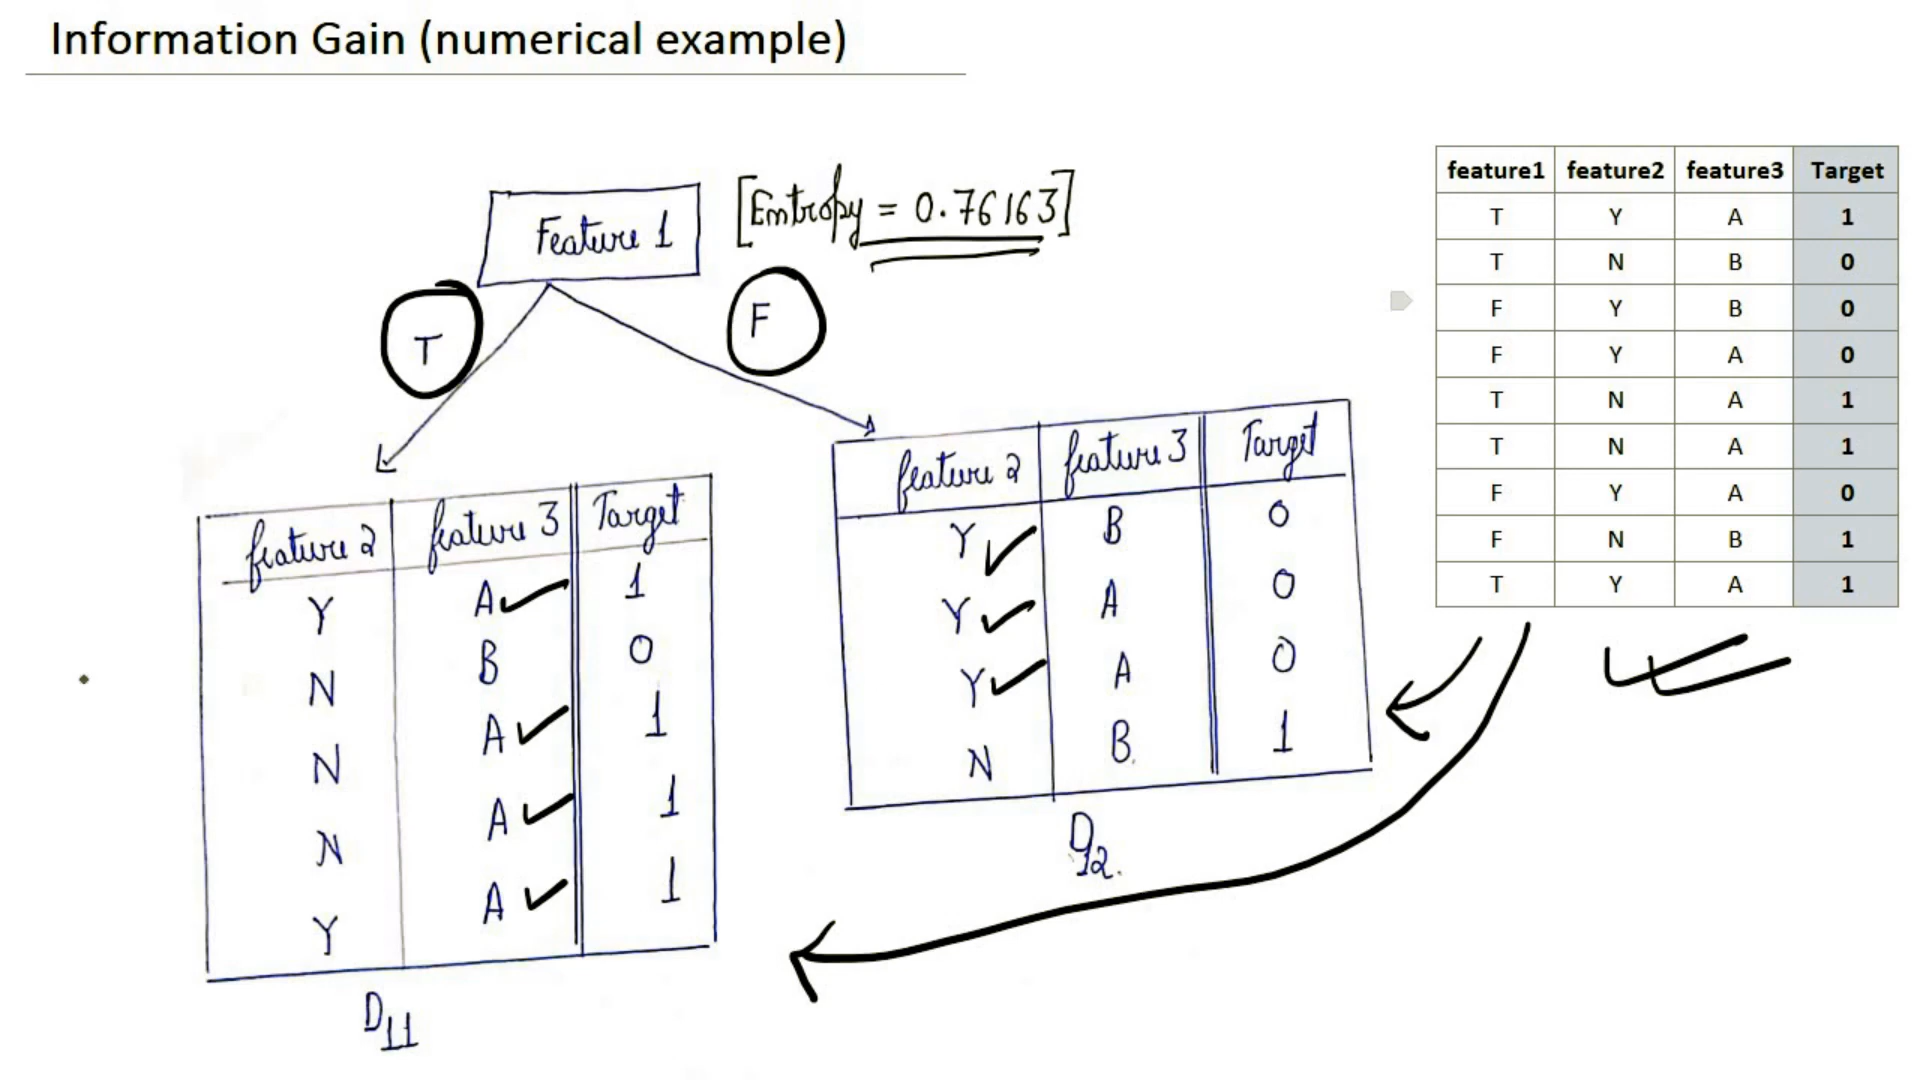 Information Gain (numerical example)
Feature 1
[Entropy = 0.76163]
T
F
feature 2 feature 3 Target
Y A 1
N B 0
N A 1
N A 1
Y A 1
D11
feature 2 feature 3 Target
Y B 0
Y A 0
Y A 0
N B 1
D12
feature1 feature2 feature3 Target
T Y A 1
T N B 0
F Y B 0
F Y A 0
T N A 1
T N A 1
F Y A 0
F N B 1
T Y A 1